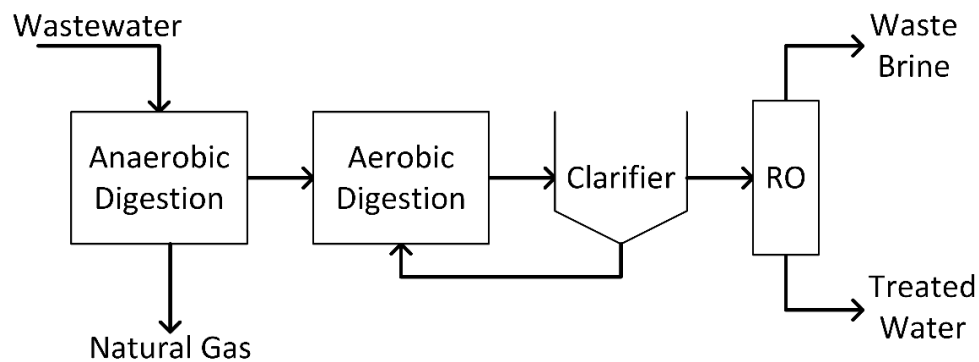 Wastewater
Waste
Brine
Anaerobic
Digestion
Aerobic
Digestion
Clarifier
RO
Natural Gas
Treated
Water